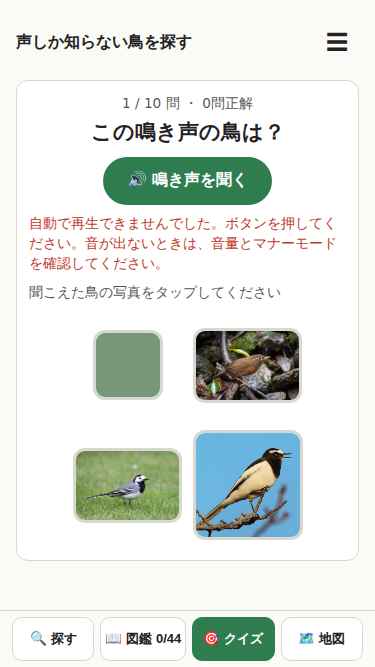 声しか知らない鳥を探す
1 / 10 問 ・ 0問正解
この鳴き声の鳥は？
🔊 鳴き声を聞く
自動で再生できませんでした。ボタンを押してく
ださい。音が出ないときは、音量とマナーモード
を確認してください。
聞こえた鳥の写真をタップしてください
🔍 探す
📖 図鑑 0/44
🎯 クイズ
🗺️ 地図